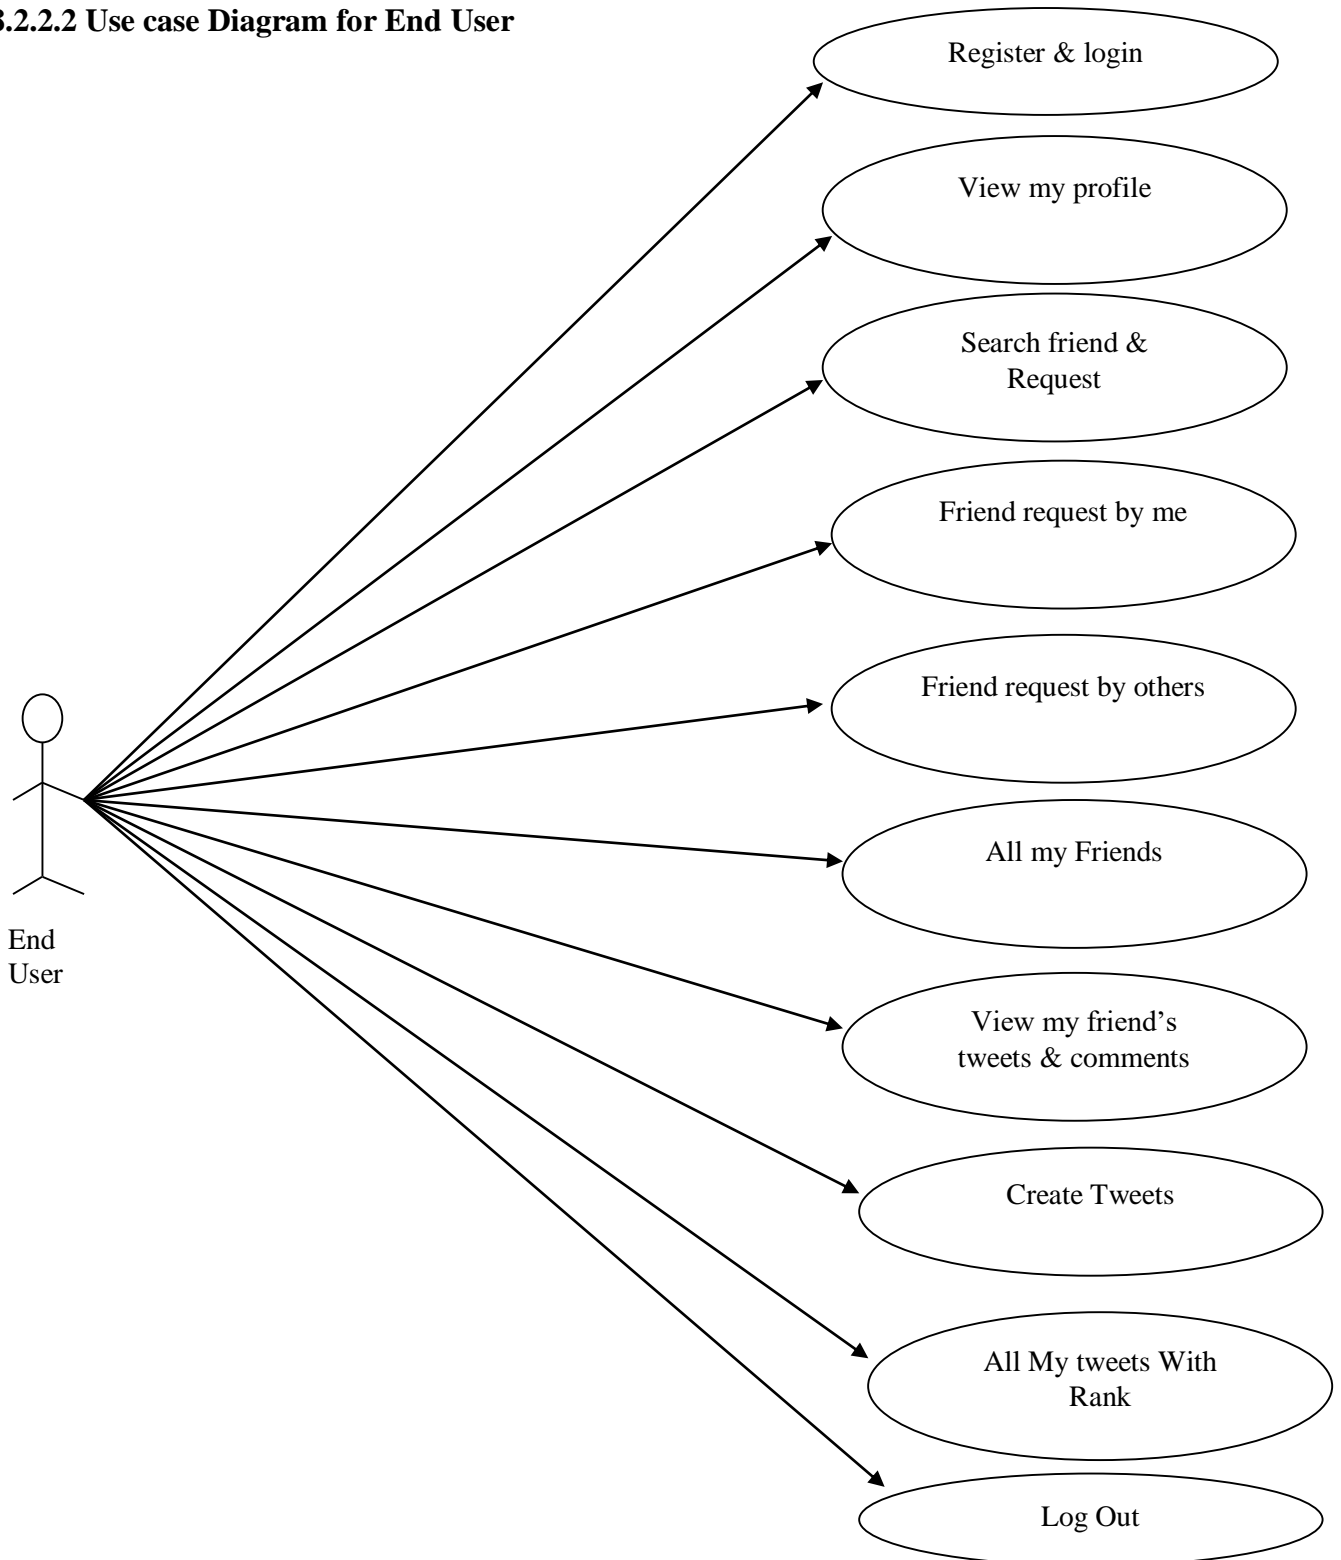 3.2.2.2 Use case Diagram for End User
Register & login
View my profile
Search friend &
Request
Friend request by me
Friend request by others
All my Friends
End
User
View my friend’s
tweets & comments
Create Tweets
All My tweets With
Rank
Log Out